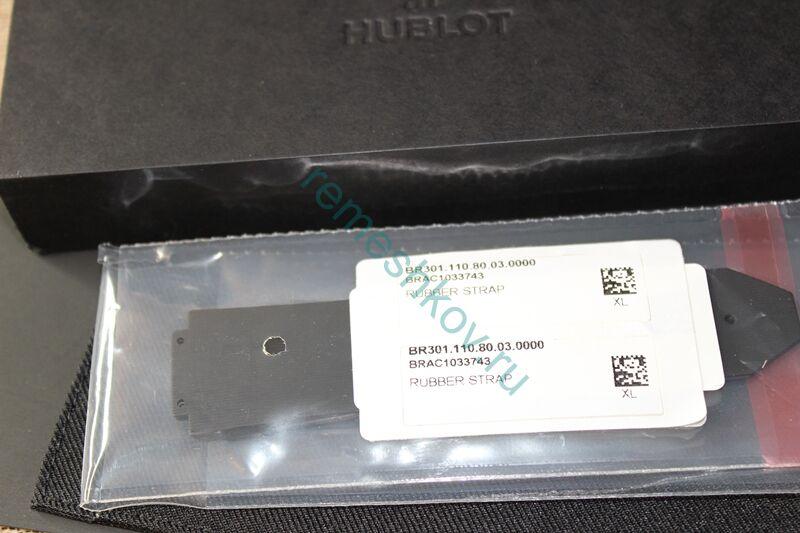 HUBLOT
remeshkov.ru
BR301.110.80.03.0000
BRAC1033743
RUBBER STRAP
XL
BR301.110.80.03.0000
BRAC1033743
RUBBER STRAP
XL